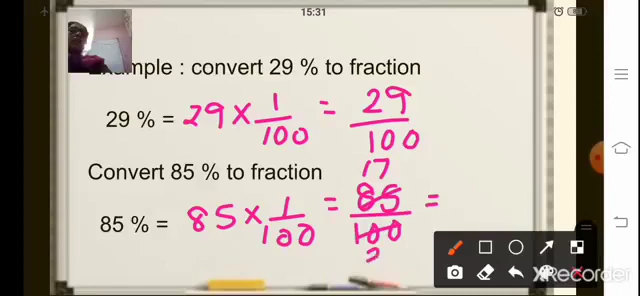 15:31
Example : convert 29 % to fraction
29 % = 29 × 1/100 = 29/100
Convert 85 % to fraction
17
85 % = 85 × 1/100 = 85/100 =
XRecorder